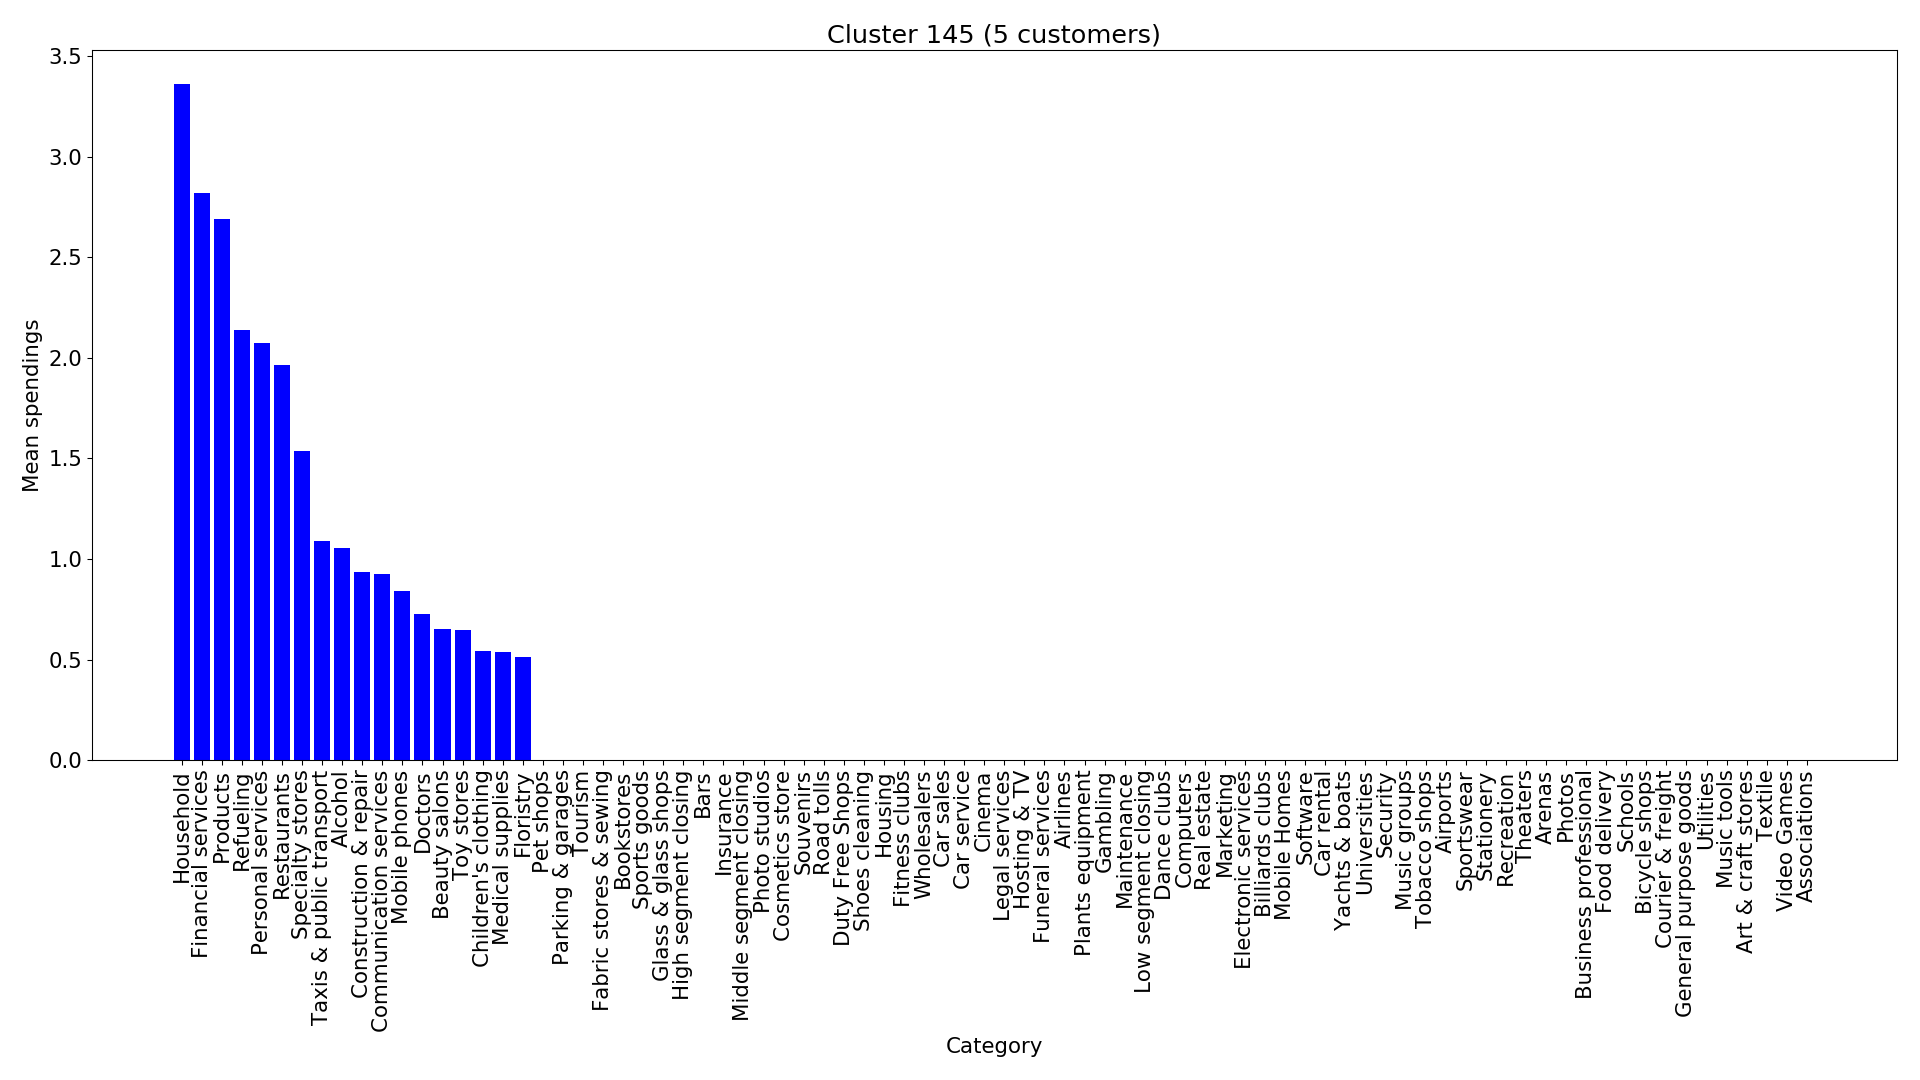 Cluster 145 (5 customers)
Mean spendings
3.5
3.0
2.5
2.0
1.5
1.0
0.5
0.0
Household
Financial services
Products
Refueling
Personal services
Restaurants
Specialty stores
Taxis & public transport
Alcohol
Construction & repair
Communication services
Mobile phones
Doctors
Beauty salons
Toy stores
Children's clothing
Medical supplies
Floristry
Pet shops
Parking & garages
Tourism
Fabric stores & sewing
Bookstores
Sports goods
Glass & glass shops
High segment closing
Bars
Insurance
Middle segment closing
Photo studios
Cosmetics store
Souvenirs
Road tolls
Duty Free Shops
Shoes cleaning
Housing
Fitness clubs
Wholesalers
Car sales
Car service
Cinema
Legal services
Hosting & TV
Funeral services
Airlines
Plants equipment
Gambling
Maintenance
Low segment closing
Dance clubs
Computers
Real estate
Marketing
Electronic services
Billiards clubs
Mobile Homes
Software
Car rental
Yachts & boats
Universities
Security
Music groups
Tobacco shops
Airports
Sportswear
Stationery
Recreation
Theaters
Arenas
Photos
Business professional
Food delivery
Schools
Bicycle shops
Courier & freight
General purpose goods
Utilities
Music tools
Art & craft stores
Textile
Video Games
Associations
Category